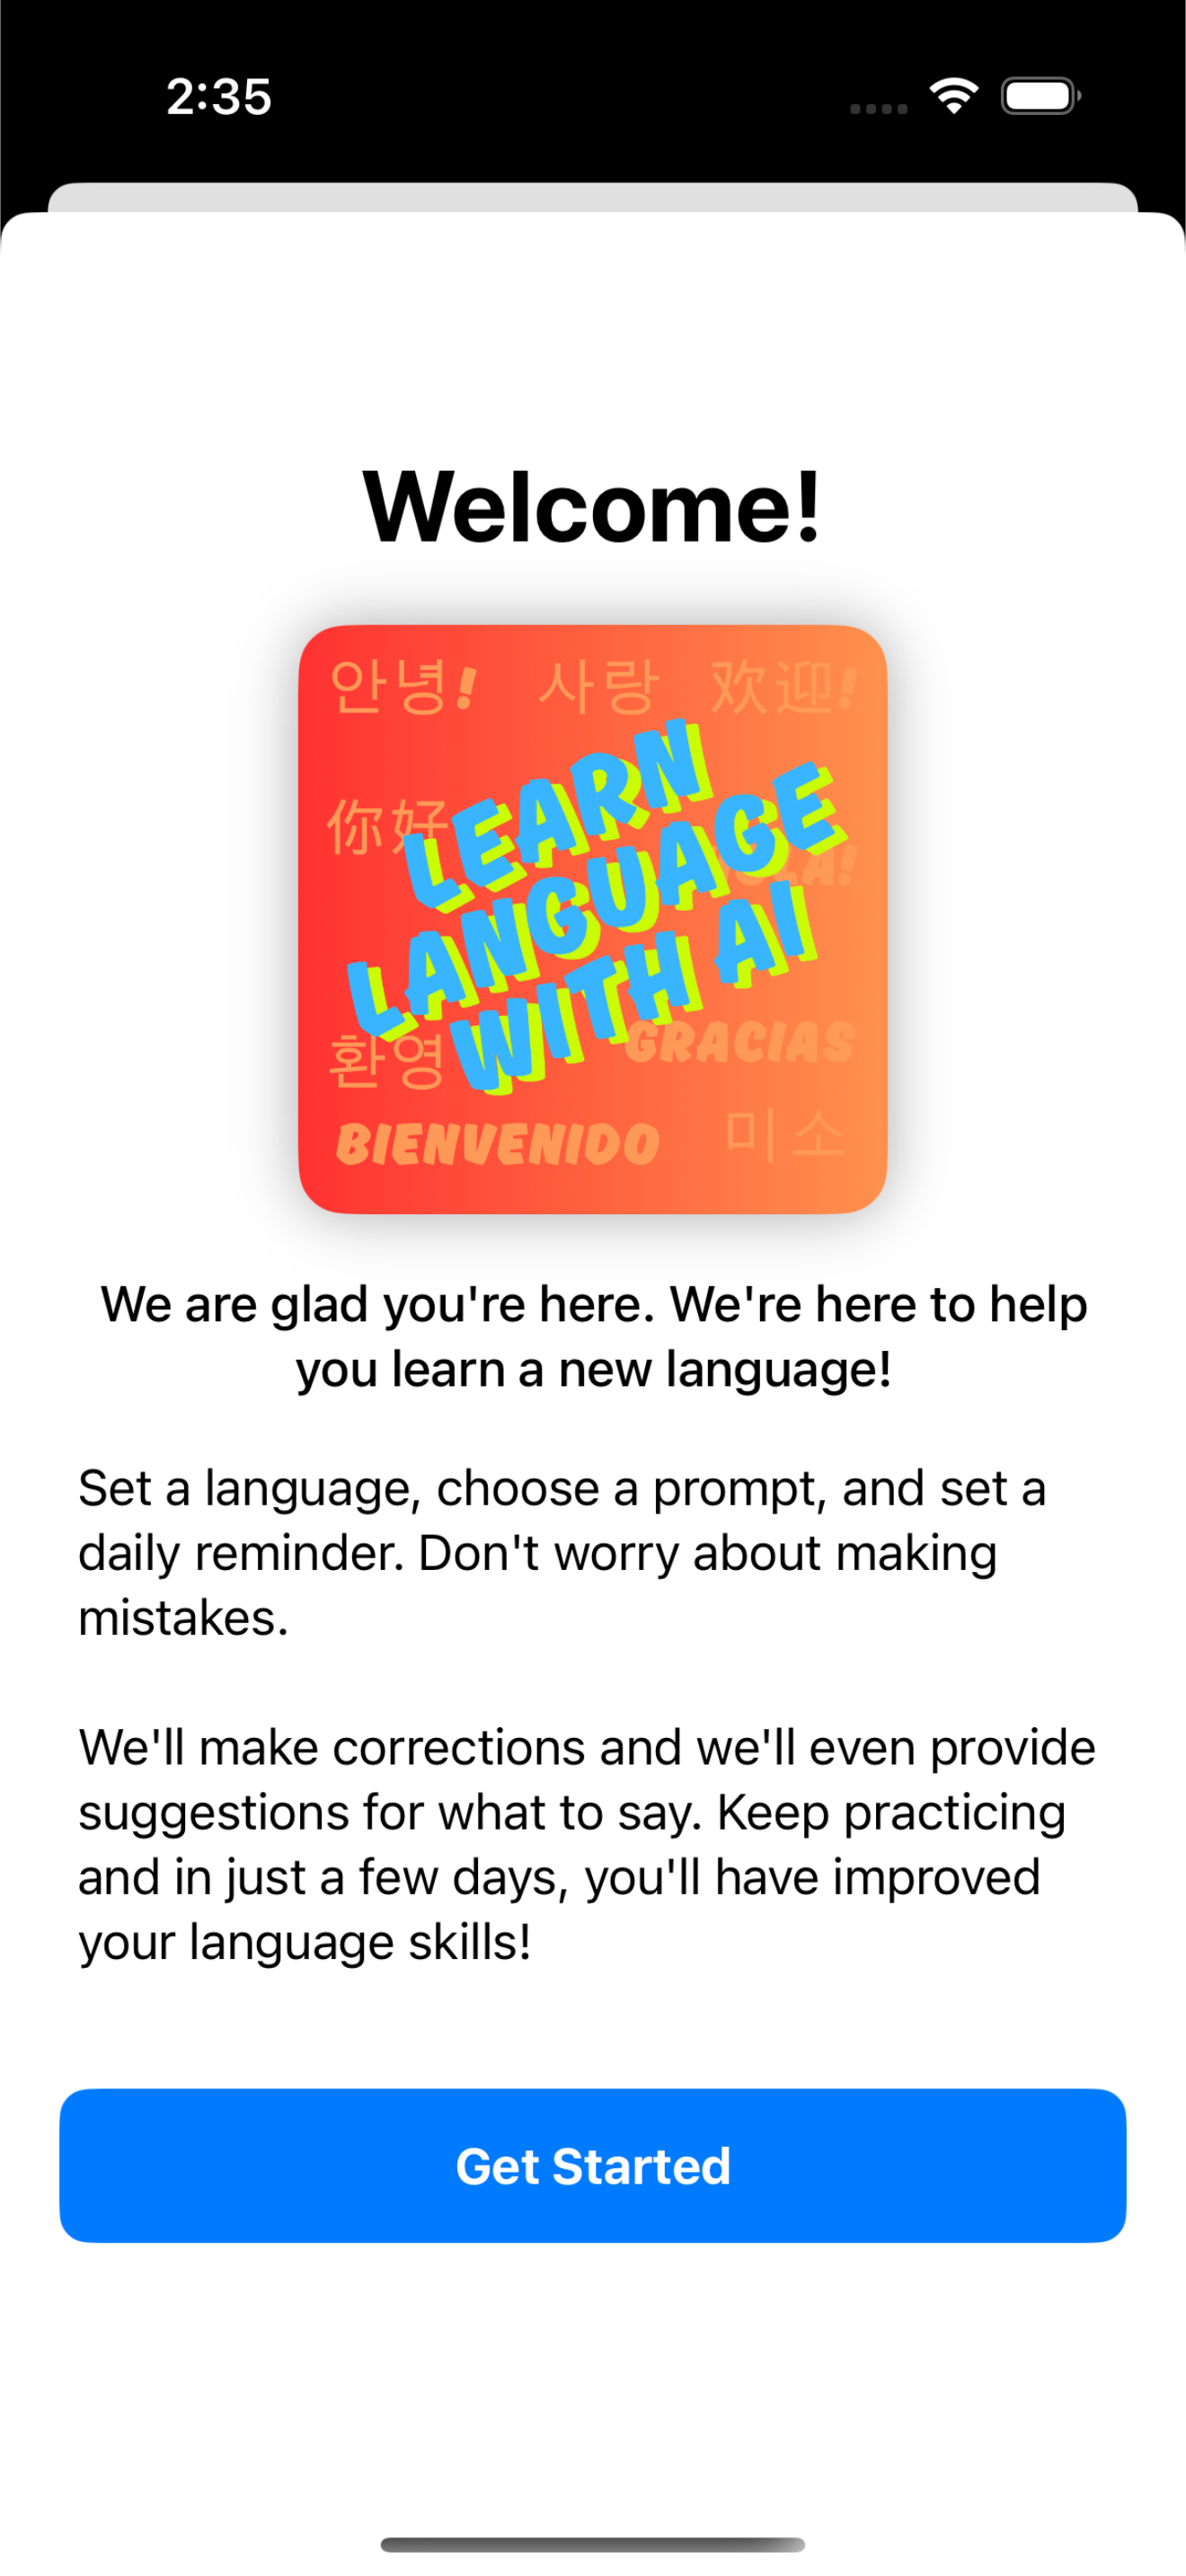 2:35
Welcome!
안녕! 사랑 欢迎!
你好
LEARN
LANGUAGE
WITH AI
HOLA!
GRACIAS
환영
BIENVENIDO
미소
We are glad you're here. We're here to help
you learn a new language!
Set a language, choose a prompt, and set a
daily reminder. Don't worry about making
mistakes.
We'll make corrections and we'll even provide
suggestions for what to say. Keep practicing
and in just a few days, you'll have improved
your language skills!
Get Started